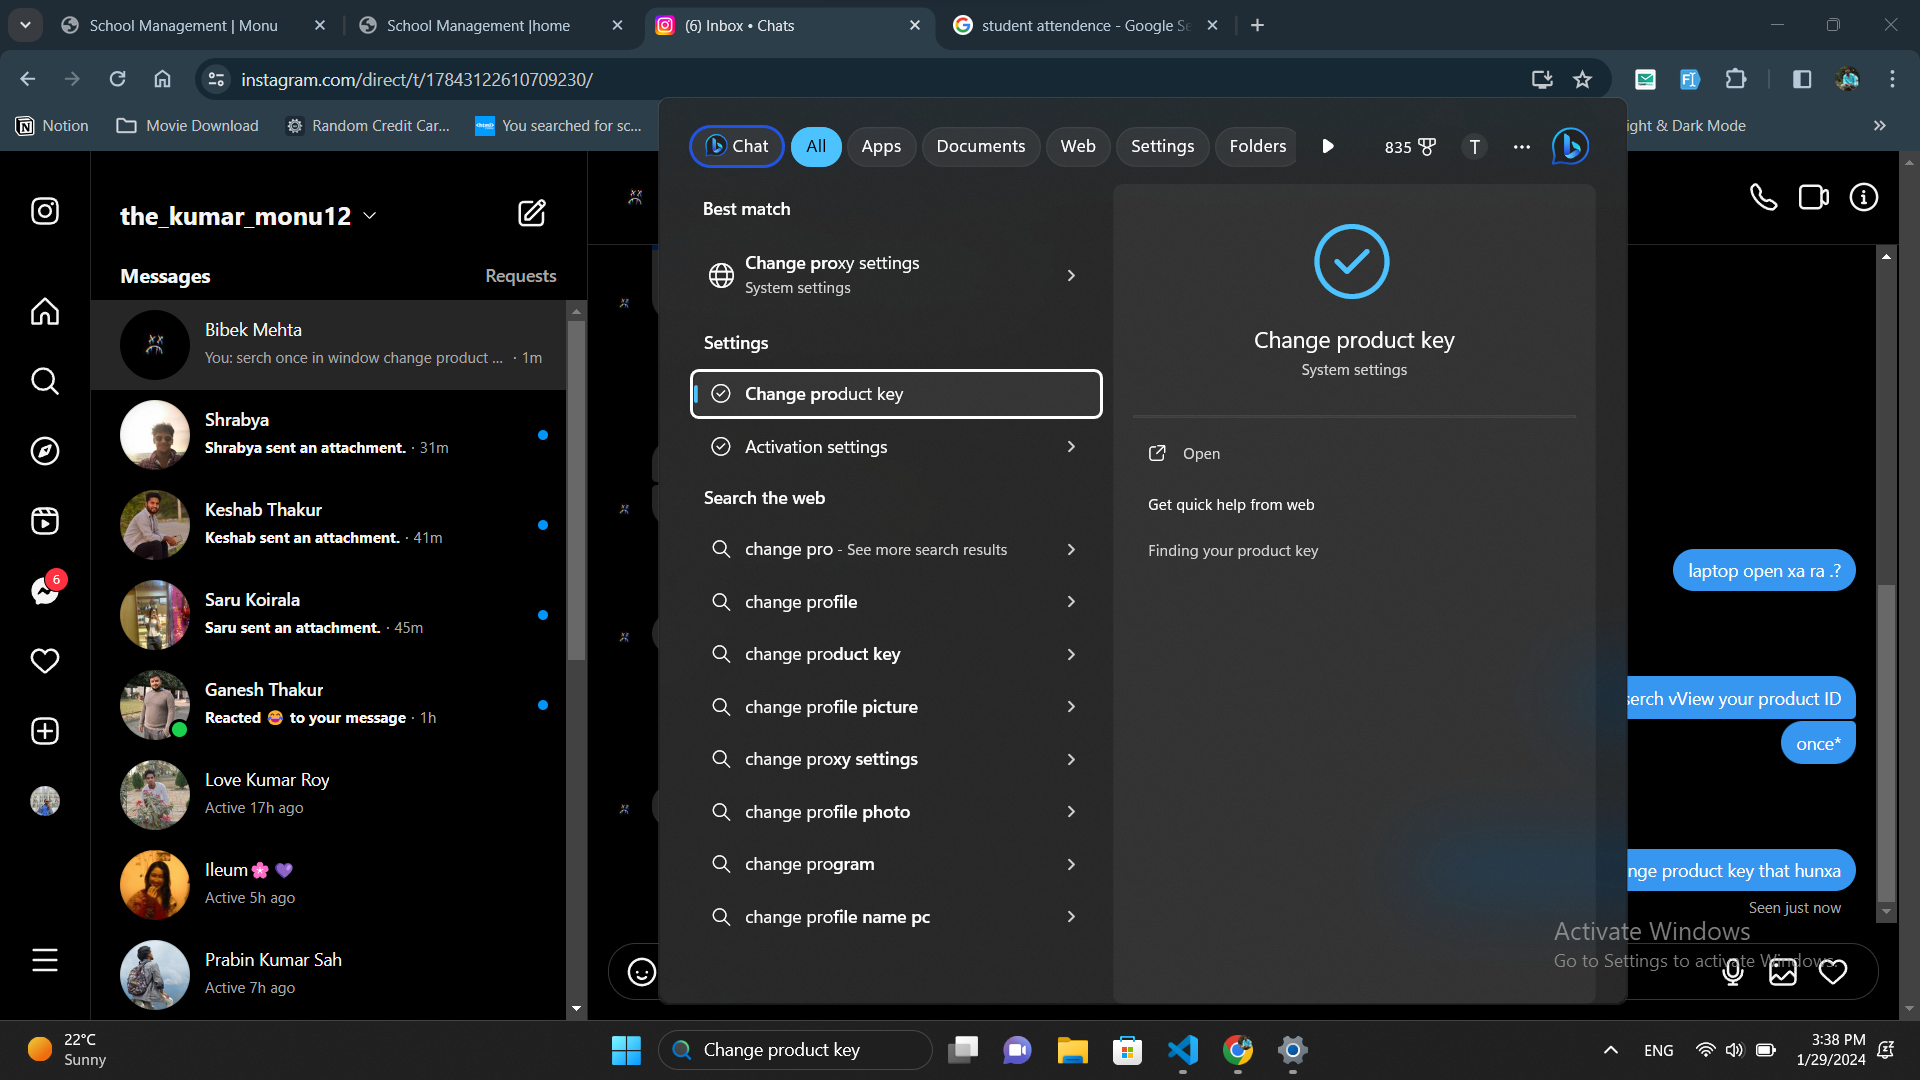 School Management | Monu
School Management |home
(6) Inbox • Chats
student attendence - Google Se
instagram.com/direct/t/17843122610709230/
Notion
Movie Download
Random Credit Car...
You searched for sc...
ight & Dark Mode
the_kumar_monu12
Messages
Requests
Bibek Mehta
You: serch once in window change product ... · 1m
Shrabya
Shrabya sent an attachment. · 31m
Keshab Thakur
Keshab sent an attachment. · 41m
Saru Koirala
Saru sent an attachment. · 45m
6
Ganesh Thakur
Reacted 😂 to your message · 1h
Love Kumar Roy
Active 17h ago
Ileum🌸 💜
Active 5h ago
Prabin Kumar Sah
Active 7h ago
Chat
All
Apps
Documents
Web
Settings
Folders
835
T
Best match
Change proxy settings
System settings
Settings
Change product key
Activation settings
Search the web
change pro - See more search results
change profile
change product key
change profile picture
change proxy settings
change profile photo
change program
change profile name pc
Change product key
System settings
Open
Get quick help from web
Finding your product key
laptop open xa ra .?
serch vView your product ID
once*
nge product key that hunxa
Seen just now
Activate Windows
Go to Settings to activate Windows.
22°C
Sunny
Change product key
ENG
3:38 PM
1/29/2024